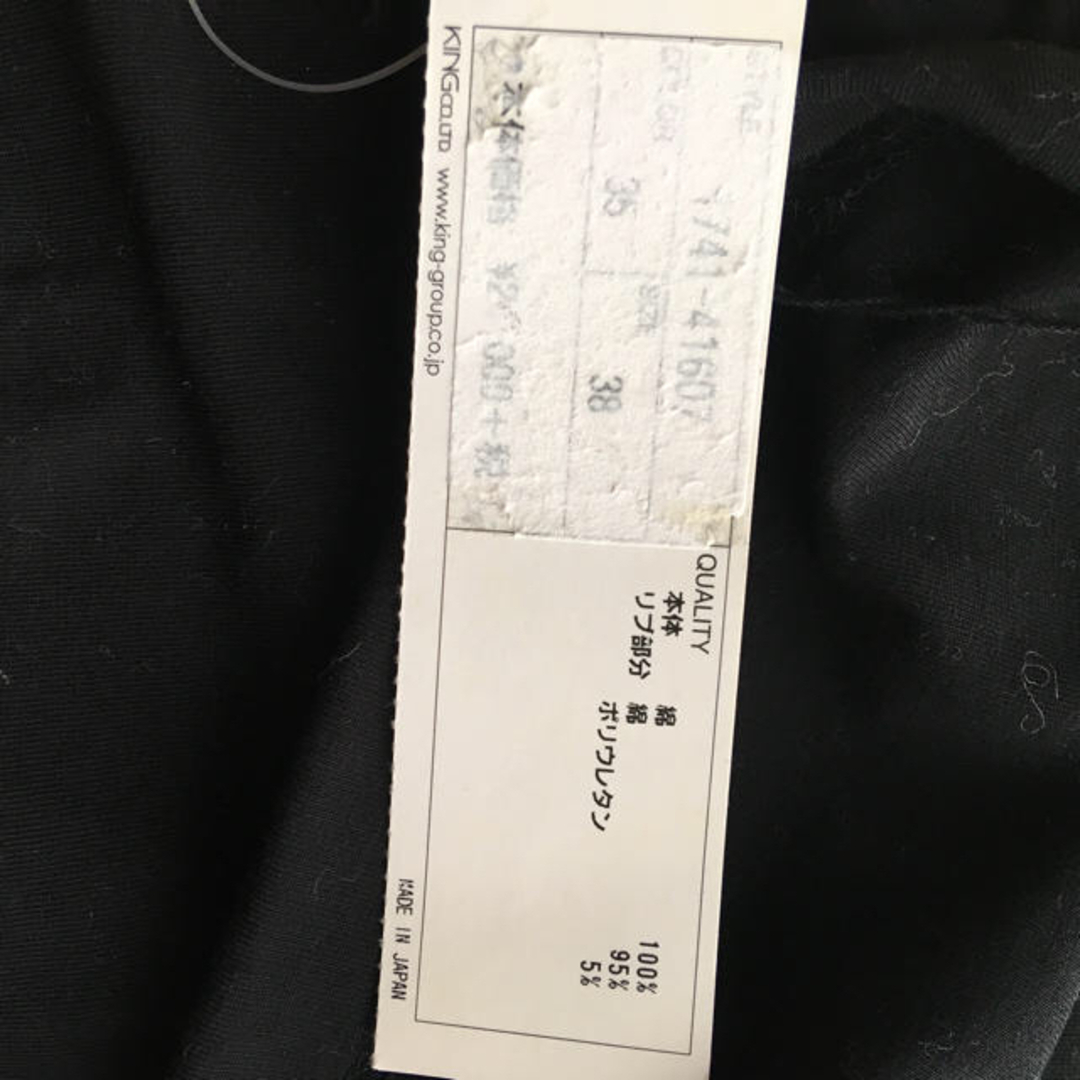 STYLE
1741-41607
COLOR SIZE
36 38
本体価格 ¥2 000+税
QUALITY
本体 綿 100%
リブ部分 綿 95%
ポリウレタン 5%
KING CO.LTD. www.king-group.co.jp
MADE IN JAPAN